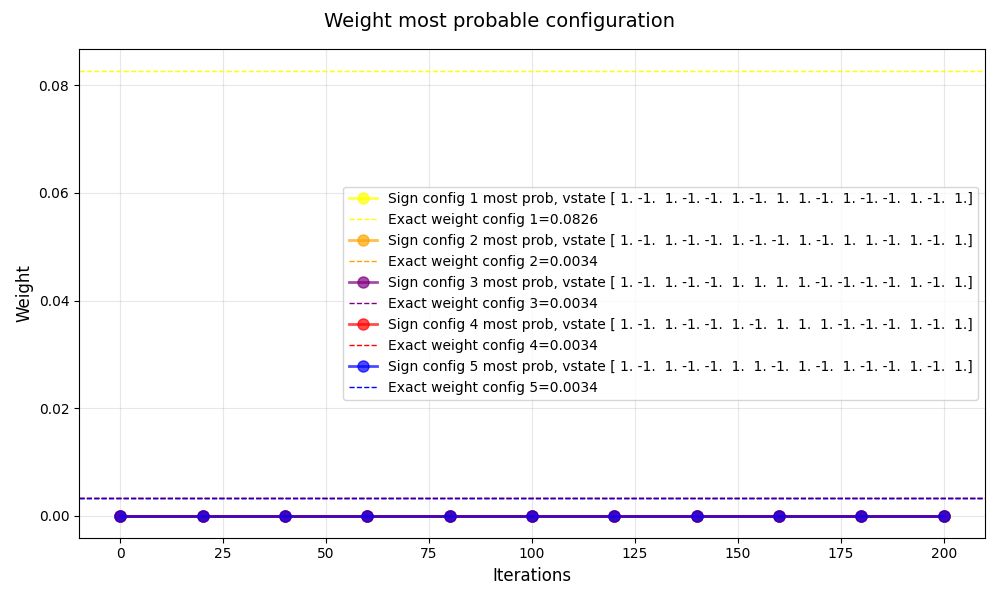 Weight most probable configuration
Weight
0.08
0.06
0.04
0.02
0.00
Sign config 1 most prob, vstate [ 1. -1.  1. -1. -1.  1. -1.  1.  1. -1.  1. -1. -1.  1. -1.  1.]
Exact weight config 1=0.0826
Sign config 2 most prob, vstate [ 1. -1.  1. -1. -1.  1. -1. -1.  1. -1.  1.  1. -1.  1. -1.  1.]
Exact weight config 2=0.0034
Sign config 3 most prob, vstate [ 1. -1.  1. -1. -1.  1.  1.  1.  1. -1. -1. -1. -1.  1. -1.  1.]
Exact weight config 3=0.0034
Sign config 4 most prob, vstate [ 1. -1.  1. -1. -1.  1. -1.  1.  1.  1. -1. -1. -1.  1. -1.  1.]
Exact weight config 4=0.0034
Sign config 5 most prob, vstate [ 1. -1.  1. -1. -1.  1.  1. -1.  1. -1.  1. -1. -1.  1. -1.  1.]
Exact weight config 5=0.0034
0 25 50 75 100 125 150 175 200
Iterations